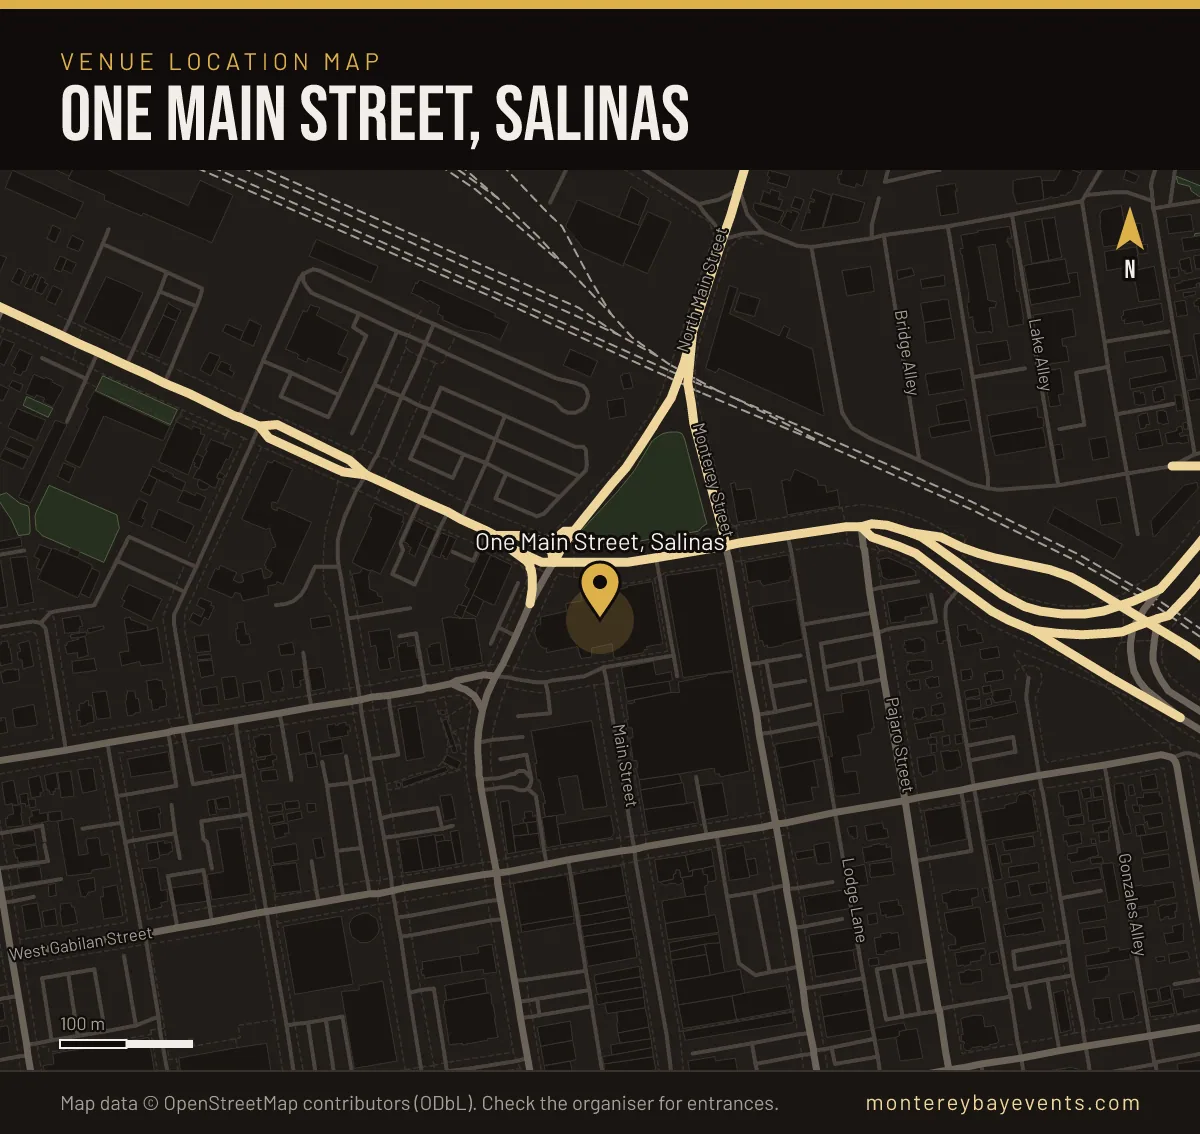 VENUE LOCATION MAP
ONE MAIN STREET, SALINAS
N
North Main Street
Bridge Alley
Lake Alley
Monterey Street
One Main Street, Salinas
Main Street
Pajaro Street
Lodge Lane
Gonzales Alley
West Gabilan Street
100 m
Map data © OpenStreetMap contributors (ODbL). Check the organiser for entrances.
montereybayevents.com